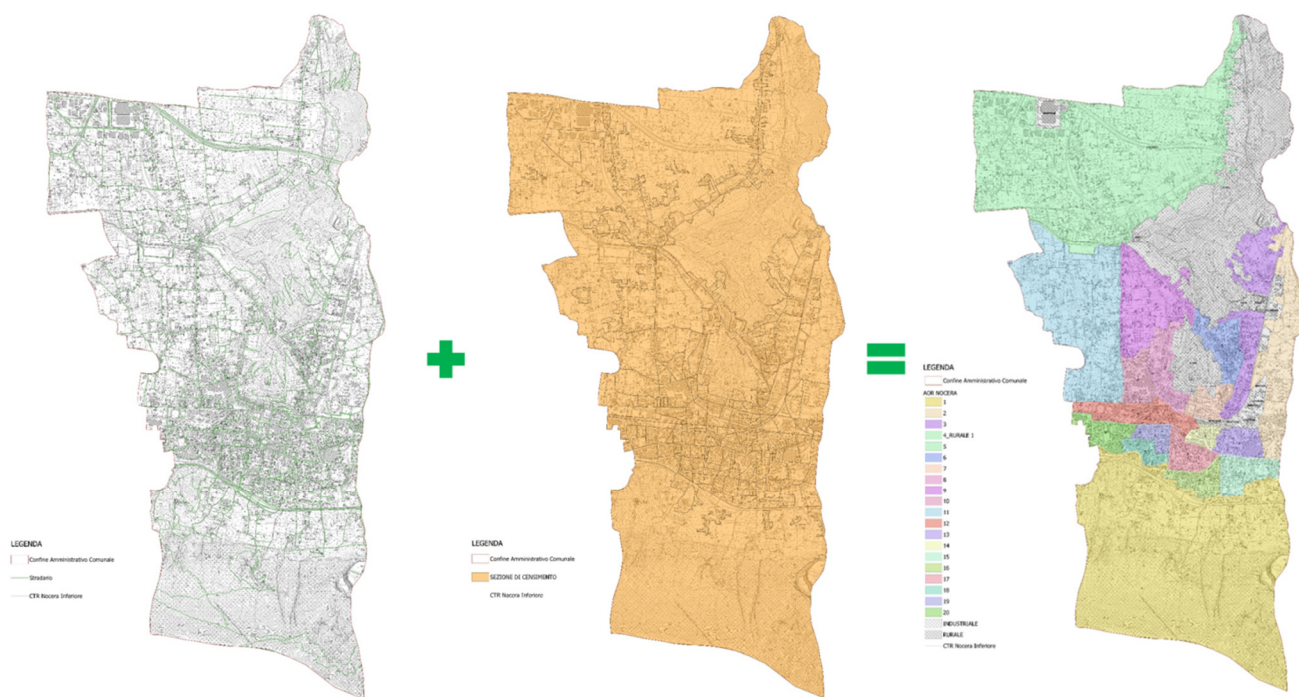 LEGENDA
Confine Amministrativo Comunale
Stradario
CTR Nocera Inferiore
LEGENDA
Confine Amministrativo Comunale
SEZIONE DI CENSIMENTO
CTR Nocera Inferiore
LEGENDA
Confine Amministrativo Comunale
AOR NOCERA
1
2
3
4_RURALE 1
5
6
7
8
9
10
11
12
13
14
15
16
17
18
19
20
INDUSTRIALE
RURALE
CTR Nocera Inferiore